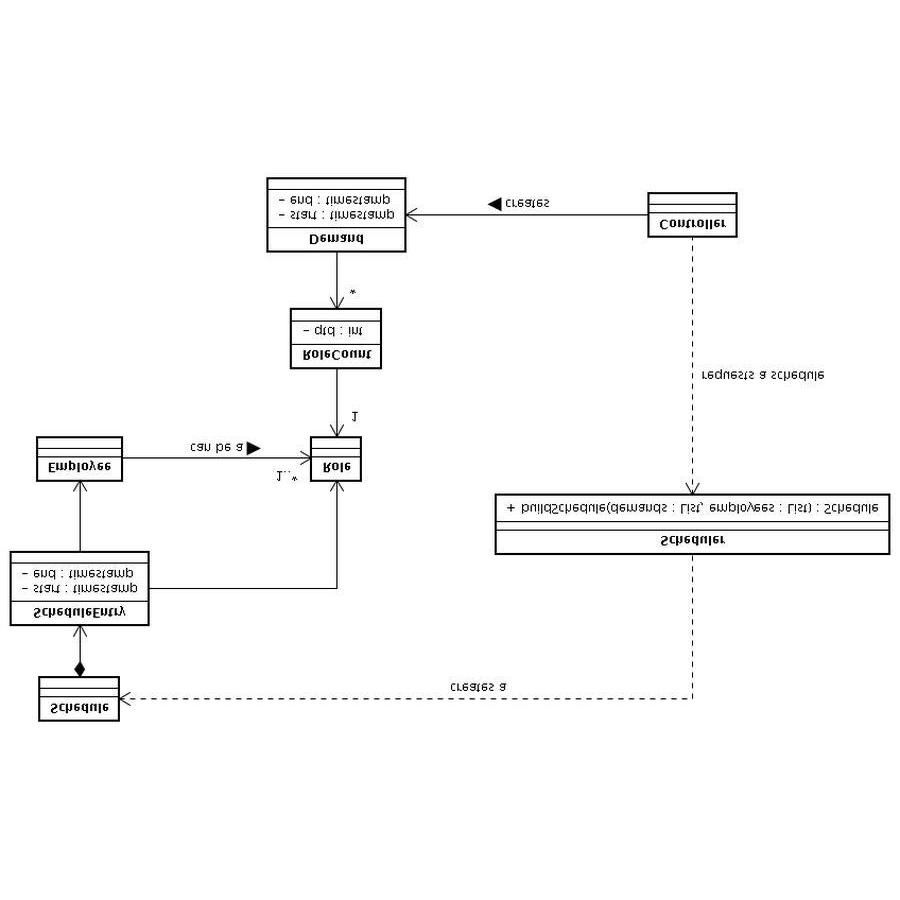 Schedule
creates a
ScheduleEntry
- start : timestamp
- end : timestamp
Scheduler
+ buildSchedule(demands : List, employees : List) : Schedule
Employee
1..*
Role
can be a
1
requests a schedule
RoleCount
- qtd : int
*
Demand
- start : timestamp
- end : timestamp
Controller
creates